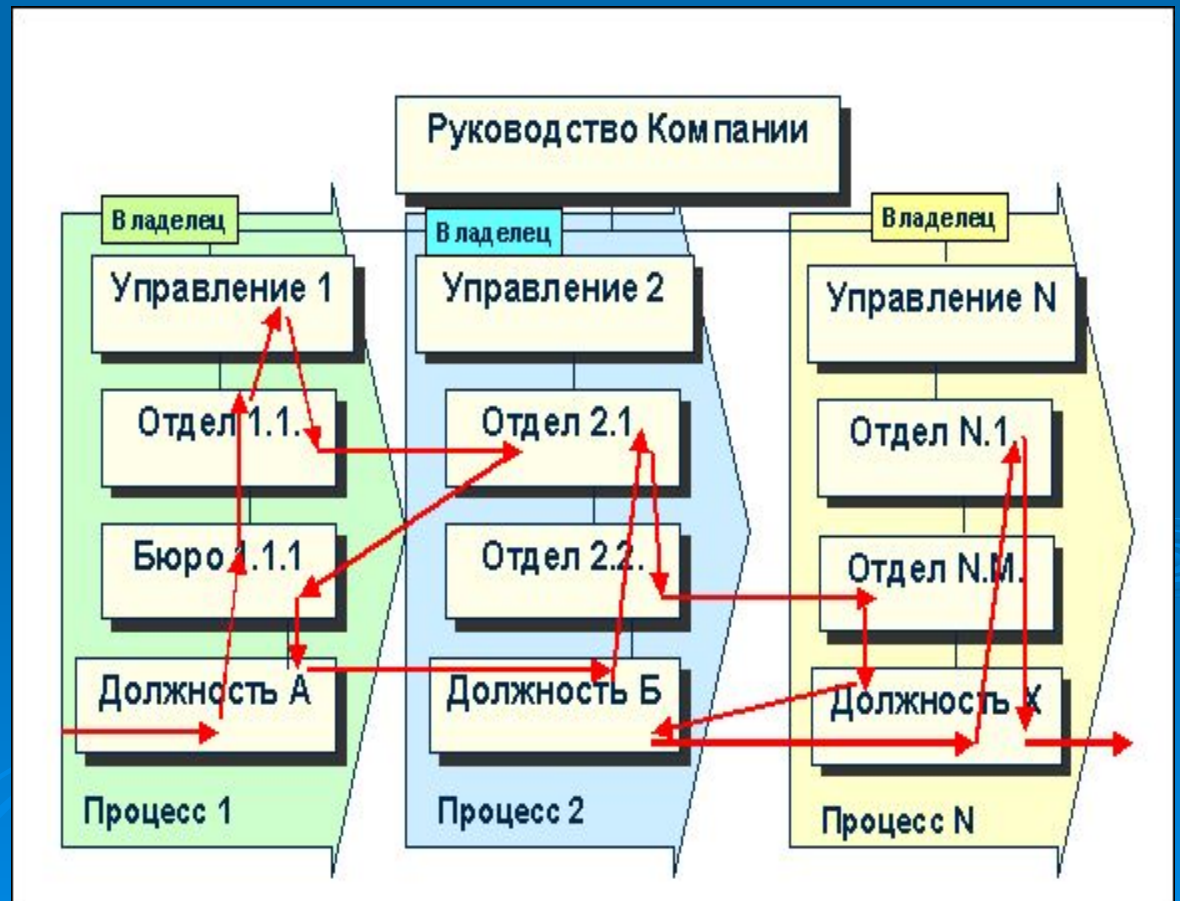 Руководство Компании
Владелец
Владелец
Владелец
Управление 1
Управление 2
Управление N
Отдел 1.1.
Отдел 2.1
Отдел N.1.
Бюро 1.1.1
Отдел 2.2.
Отдел N.M.
Должность А
Должность Б
Должность Х
Процесс 1
Процесс 2
Процесс N